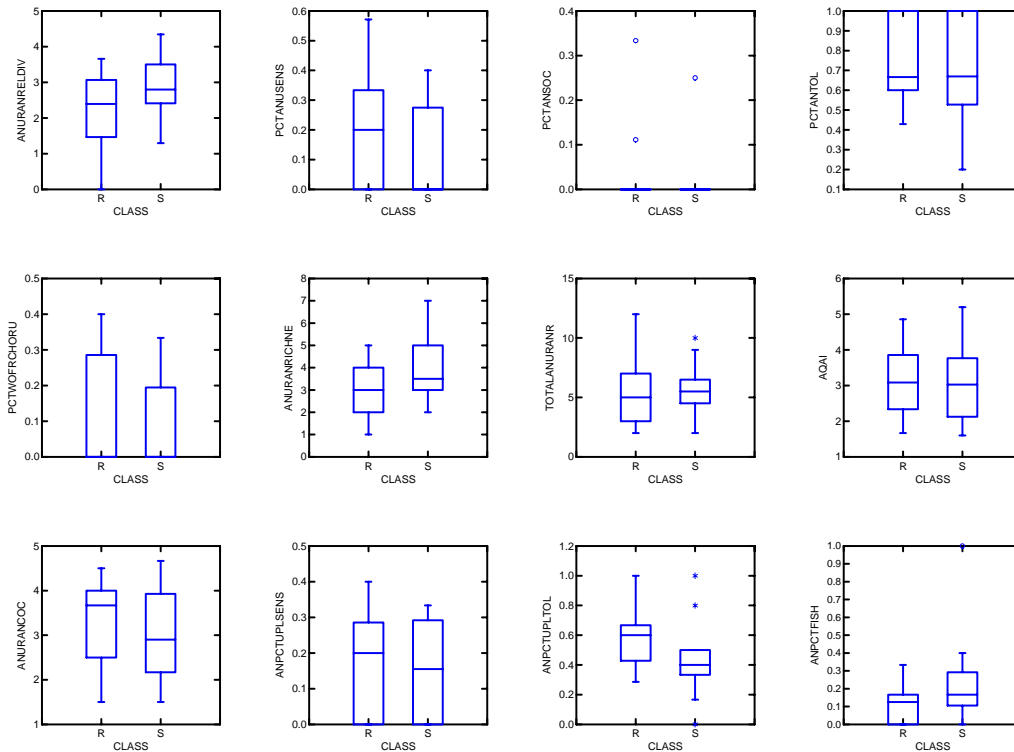 5
4
3
2
1
0
ANURANRELDIV
R S
CLASS
0.6
0.5
0.4
0.3
0.2
0.1
0.0
PCTANUSENS
R S
CLASS
0.4
0.3
0.2
0.1
0.0
PCTANSOC
R S
CLASS
1.0
0.9
0.8
0.7
0.6
0.5
0.4
0.3
0.2
0.1
PCTANTOL
R S
CLASS
0.5
0.4
0.3
0.2
0.1
0.0
PCTWOFRCHORU
R S
CLASS
8
7
6
5
4
3
2
1
0
ANURANRICHNE
R S
CLASS
15
10
5
0
TOTALANURANR
R S
CLASS
6
5
4
3
2
1
AQAI
R S
CLASS
5
4
3
2
1
ANURANCOC
R S
CLASS
0.5
0.4
0.3
0.2
0.1
0.0
ANPCTUPLSENS
R S
CLASS
1.2
1.0
0.8
0.6
0.4
0.2
0.0
ANPCTUPLTOL
R S
CLASS
1.0
0.9
0.8
0.7
0.6
0.5
0.4
0.3
0.2
0.1
0.0
ANPCTFISH
R S
CLASS